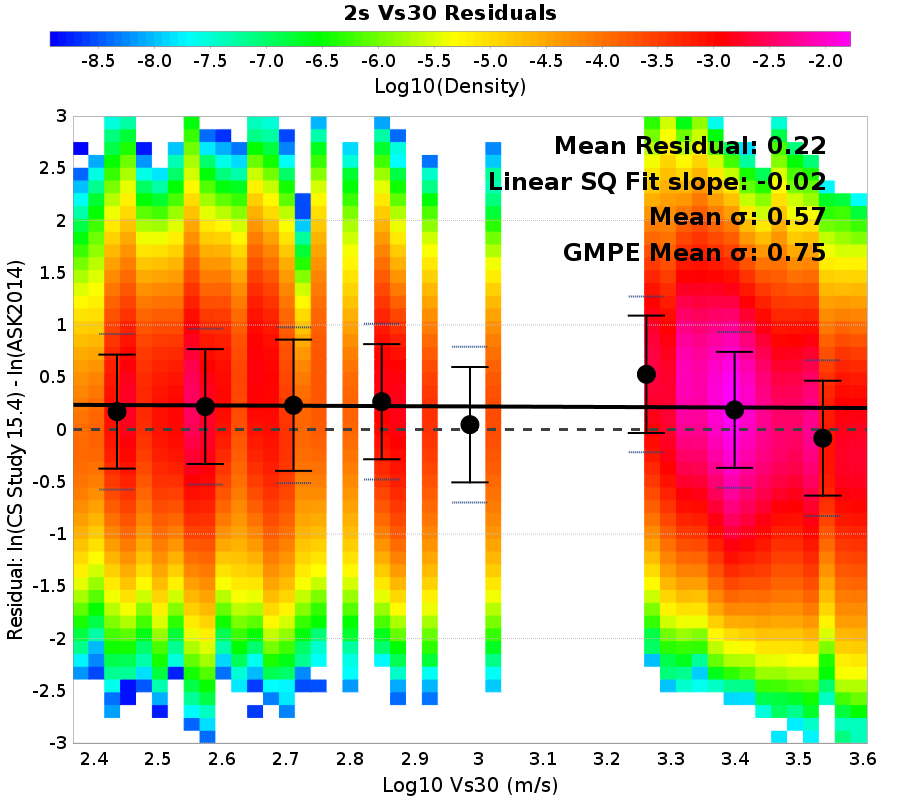 2s Vs30 Residuals
-8.5 -8.0 -7.5 -7.0 -6.5 -6.0 -5.5 -5.0 -4.5 -4.0 -3.5 -3.0 -2.5 -2.0
Log10(Density)
Mean Residual: 0.22
Linear SQ Fit slope: -0.02
Mean σ: 0.57
GMPE Mean σ: 0.75
Residual: ln(CS Study 15.4) - ln(ASK2014)
3
2.5
2
1.5
1
0.5
0
-0.5
-1
-1.5
-2
-2.5
-3
2.4 2.5 2.6 2.7 2.8 2.9 3 3.1 3.2 3.3 3.4 3.5 3.6
Log10 Vs30 (m/s)